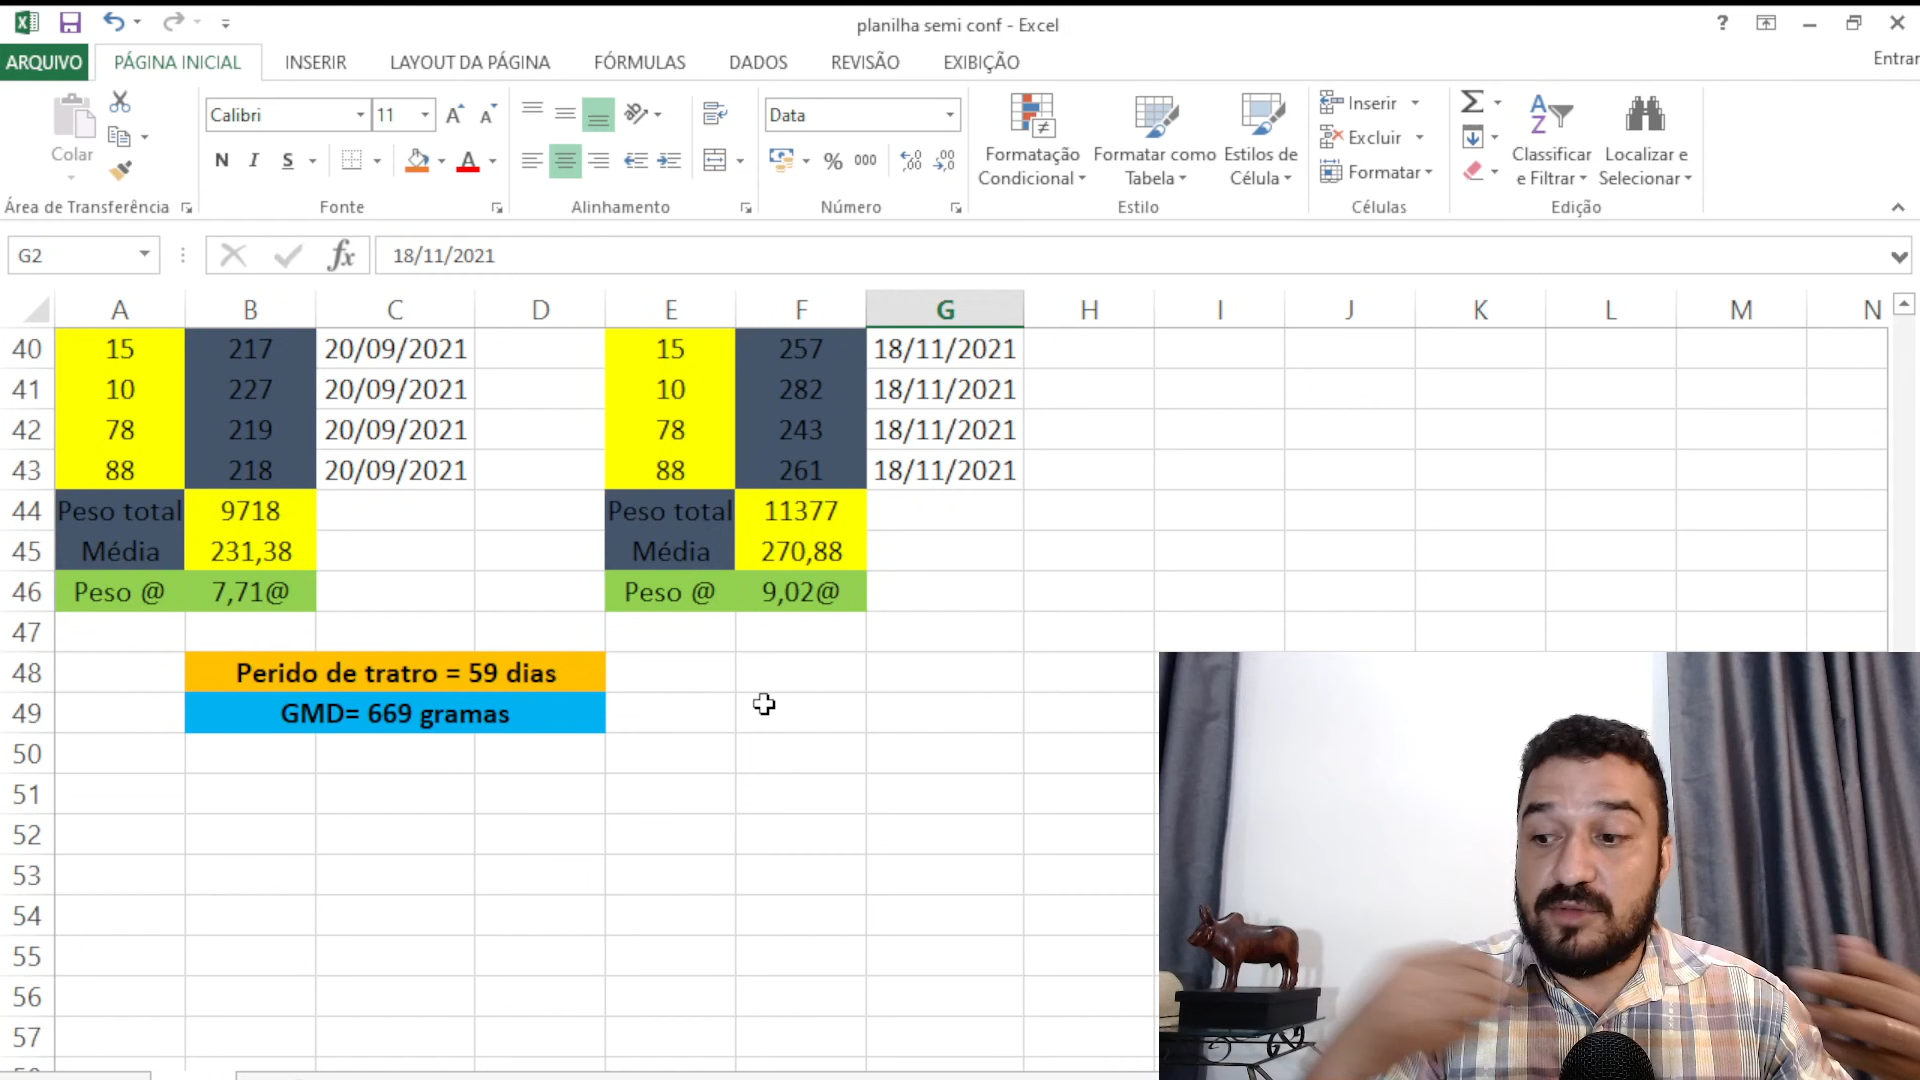 planilha semi conf - Excel
?
ARQUIVO PÁGINA INICIAL INSERIR LAYOUT DA PÁGINA FÓRMULAS DADOS REVISÃO EXIBIÇÃO Entrar
Colar
Área de Transferência
Calibri 11
N I S
Fonte
Alinhamento
Data
% 000
Número
Formatação Condicional
Formatar como Tabela
Estilos de Célula
Estilo
Inserir
Excluir
Formatar
Células
Classificar e Filtrar
Localizar e Selecionar
Edição
G2 fx 18/11/2021
A B C D E F G H I J K L M N
40 15 217 20/09/2021 15 257 18/11/2021
41 10 227 20/09/2021 10 282 18/11/2021
42 78 219 20/09/2021 78 243 18/11/2021
43 88 218 20/09/2021 88 261 18/11/2021
44 Peso total 9718 Peso total 11377
45 Média 231,38 Média 270,88
46 Peso @ 7,71@ Peso @ 9,02@
47
48 Perido de tratro = 59 dias
49 GMD= 669 gramas
50
51
52
53
54
55
56
57